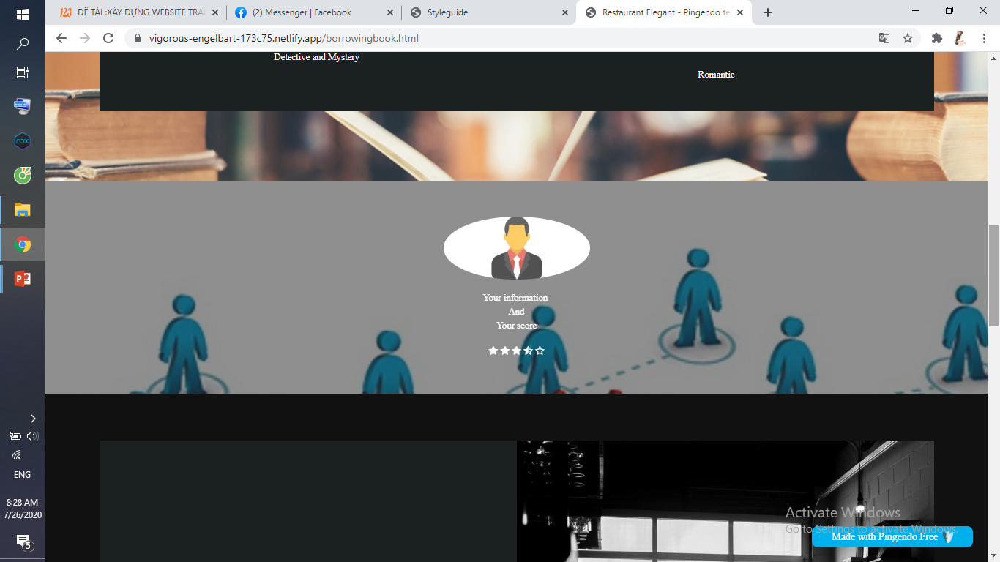 123 ĐỀ TÀI :XÂY DỰNG WEBSITE TRA
(2) Messenger | Facebook
Styleguide
Restaurant Elegant - Pingendo te
vigorous-engelbart-173c75.netlify.app/borrowingbook.html
Detective and Mystery
Romantic
nox
Your information
And
Your score
ENG
8:28 AM
7/26/2020
5
Activate Windows
Go to Settings to activate Windows.
Made with Pingendo Free